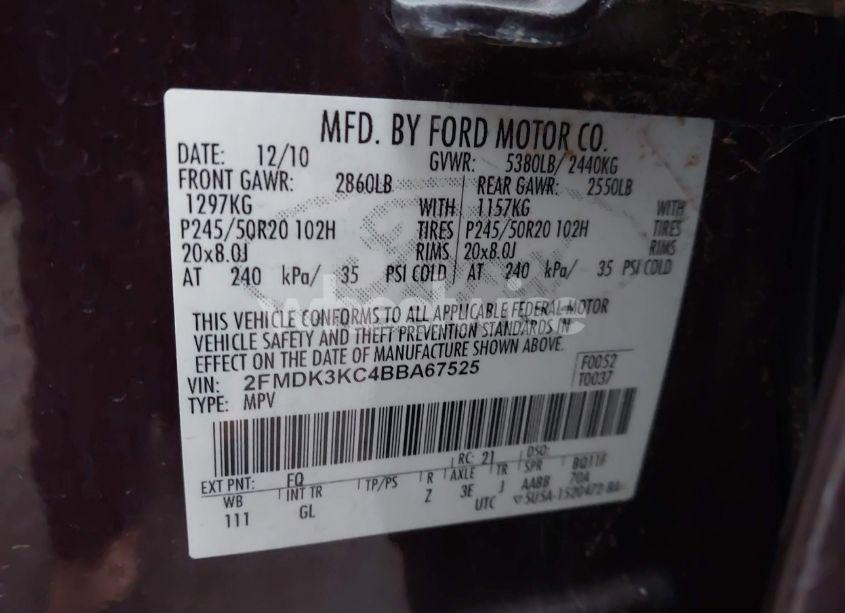 MFD. BY FORD MOTOR CO.
DATE: 12/10 GVWR: 5380LB/ 2440KG
FRONT GAWR: 2860LB REAR GAWR: 2550LB
1297KG WITH 1157KG WITH
P245/50R20 102H TIRES P245/50R20 102H TIRES
20x8.0J RIMS 20x8.0J RIMS
AT 240 kPa/ 35 PSI COLD AT 240 kPa/ 35 PSI COLD
THIS VEHICLE CONFORMS TO ALL APPLICABLE FEDERAL MOTOR
VEHICLE SAFETY AND THEFT PREVENTION STANDARDS IN
EFFECT ON THE DATE OF MANUFACTURE SHOWN ABOVE.
VIN: 2FMDK3KC4BBA67525 F0052
TYPE: MPV T0037
EXT PNT: FQ RC: 21 DSO:
WB INT TR TP/PS R AXLE TR SPR BQ11F
111 GL Z 3E J AABB 70A
UTC